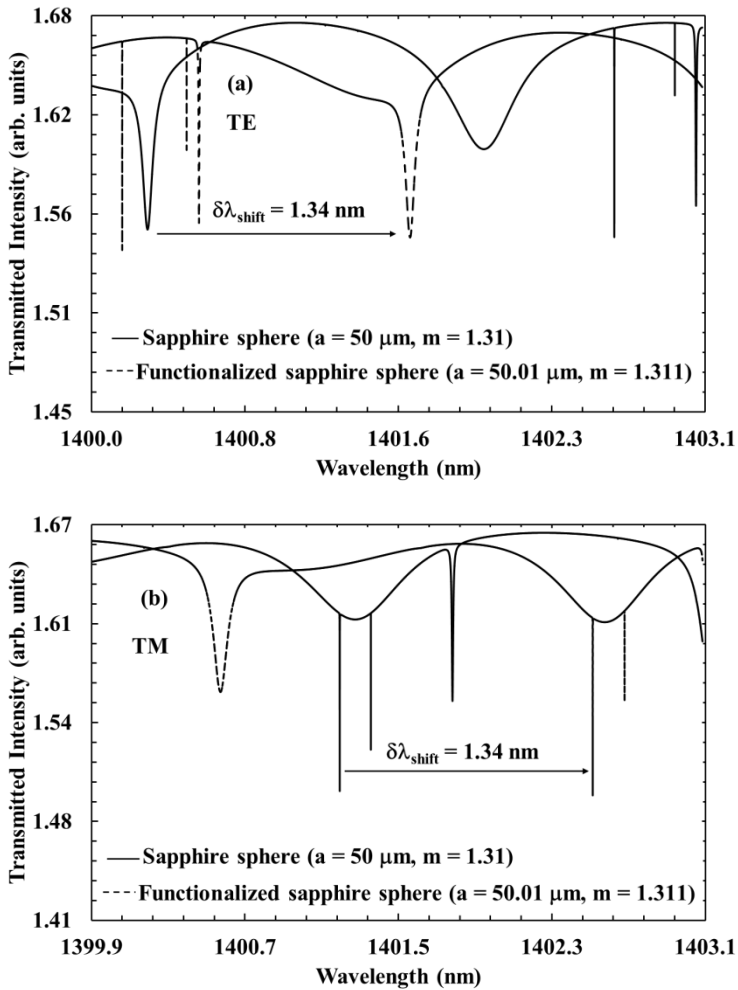 1.68
(a)
1.62
TE
1.56
δλshift = 1.34 nm
1.51
Sapphire sphere (a = 50 μm, m = 1.31)
Functionalized sapphire sphere (a = 50.01 μm, m = 1.311)
1.45
1400.0 1400.8 1401.6 1402.3 1403.1
Wavelength (nm)
Transmitted Intensity (arb. units)
1.67
1.61
(b)
TM
1.54
δλshift = 1.34 nm
1.48
Sapphire sphere (a = 50 μm, m = 1.31)
Functionalized sapphire sphere (a = 50.01 μm, m = 1.311)
1.41
1399.9 1400.7 1401.5 1402.3 1403.1
Wavelength (nm)
Transmitted Intensity (arb. units)